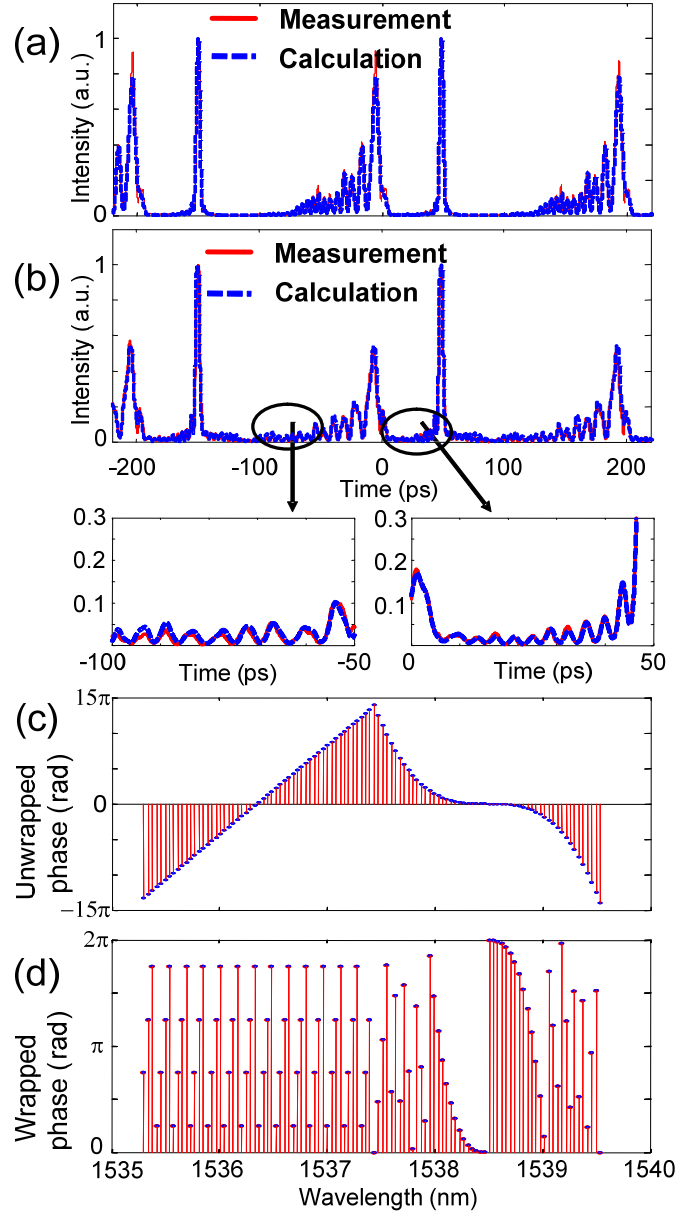 (a)
Measurement
Calculation
Intensity (a.u.)
1
0
(b)
Measurement
Calculation
Intensity (a.u.)
1
0
-200 -100 0 100 200
Time (ps)
0.3
0.2
0.1
-100 -50
Time (ps)
0.3
0.2
0.1
0 50
Time (ps)
(c)
Unwrapped
phase (rad)
15π
0
−15π
(d)
Wrapped
phase (rad)
2π
π
0
1535 1536 1537 1538 1539 1540
Wavelength (nm)